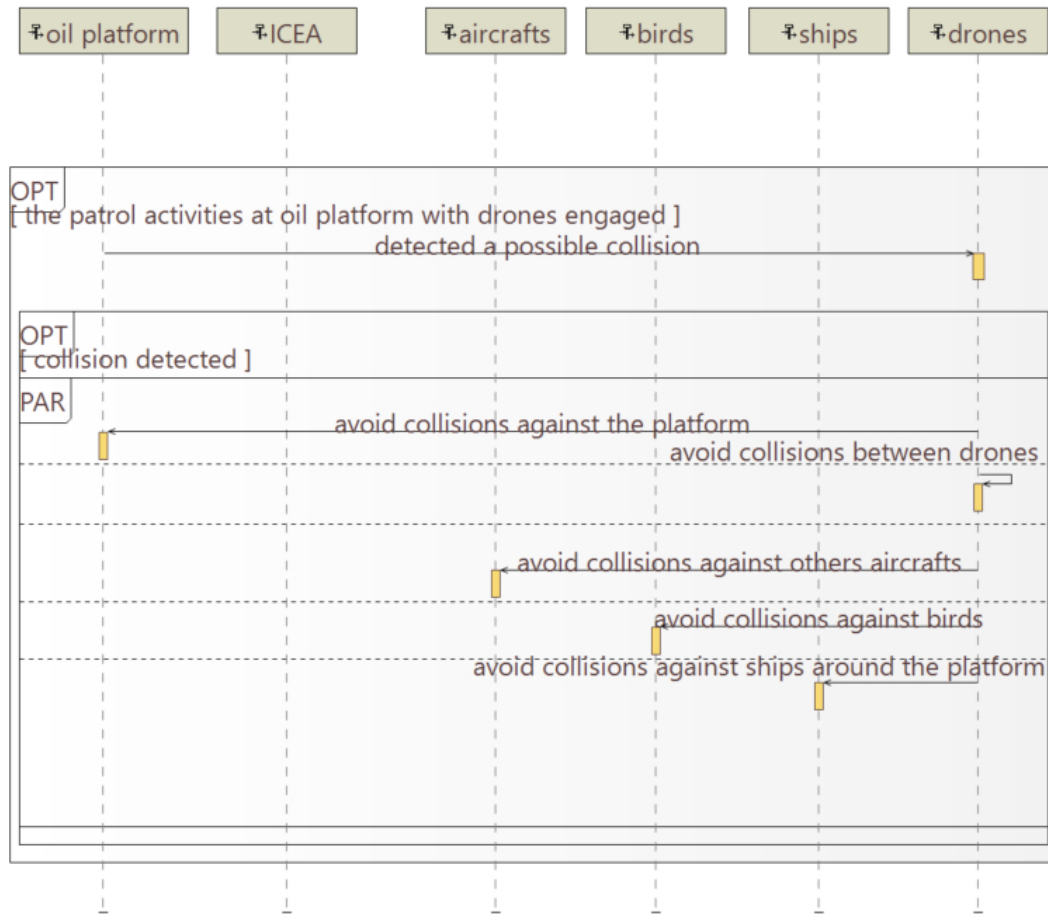 oil platform
ICEA
aircrafts
birds
ships
drones
OPT
[ the patrol activities at oil platform with drones engaged ]
detected a possible collision
OPT
[ collision detected ]
PAR
avoid collisions against the platform
avoid collisions between drones
avoid collisions against others aircrafts
avoid collisions against birds
avoid collisions against ships around the platform